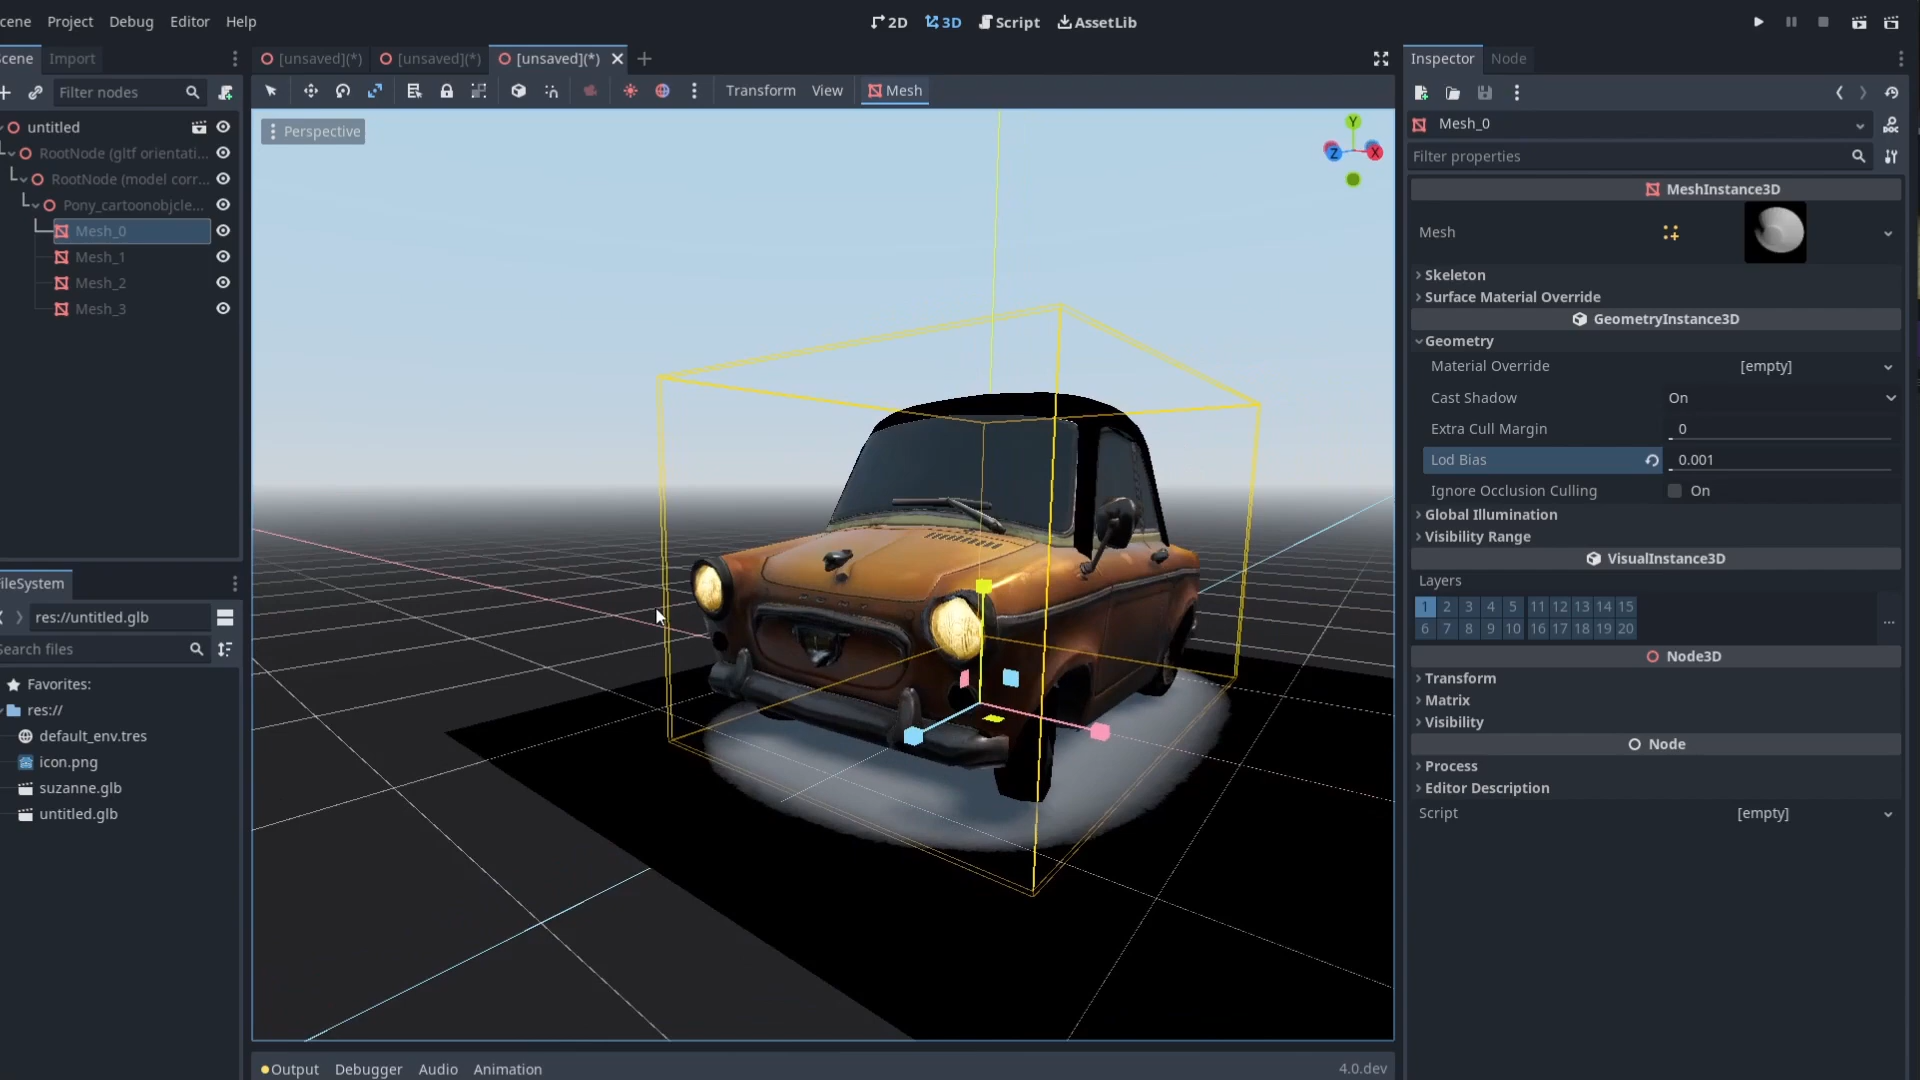 cene Project Debug Editor Help
2D 3D Script AssetLib
Scene Import
Filter nodes
untitled
RootNode (gltf orientati...
RootNode (model corr...
Pony_cartoonobjcle...
Mesh_0
Mesh_1
Mesh_2
Mesh_3
FileSystem
res://untitled.glb
Search files
Favorites:
res://
default_env.tres
icon.png
suzanne.glb
untitled.glb
[unsaved](*) [unsaved](*) [unsaved](*)
Transform View Mesh
Perspective
Y
Z X
PONY
Output Debugger Audio Animation 4.0.dev
Inspector Node
Mesh_0
Filter properties
MeshInstance3D
Mesh
Skeleton
Surface Material Override
GeometryInstance3D
Geometry
Material Override [empty]
Cast Shadow On
Extra Cull Margin 0
Lod Bias 0.001
Ignore Occlusion Culling On
Global Illumination
Visibility Range
VisualInstance3D
Layers
1 2 3 4 5 11 12 13 14 15
6 7 8 9 10 16 17 18 19 20
...
Node3D
Transform
Matrix
Visibility
Node
Process
Editor Description
Script [empty]